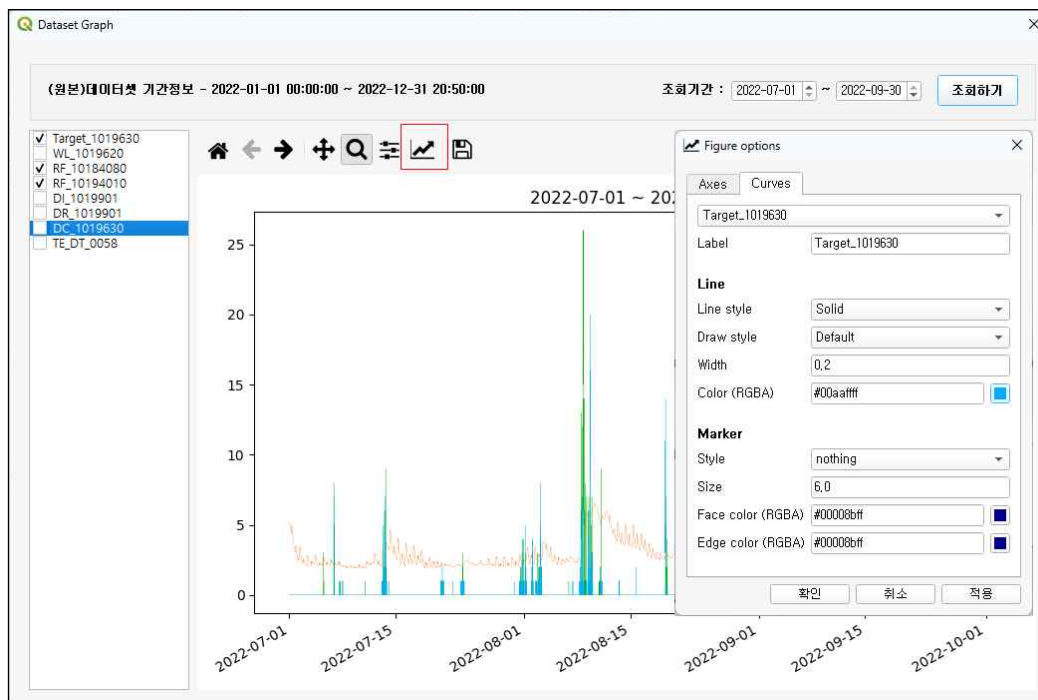 Dataset Graph
(원본)데이터셋 기간정보 - 2022-01-01 00:00:00 ~ 2022-12-31 20:50:00
조회기간 : 2022-07-01 ~ 2022-09-30 조회하기
Target_1019630
WL_1019620
RF_10184080
RF_10194010
DI_1019901
DR_1019901
DC_1019630
TE_DT_0058
2022-07-01 ~ 202
25
20
15
10
5
0
2022-07-01
2022-07-15
2022-08-01
2022-08-15
2022-09-01
2022-09-15
2022-10-01
Figure options
Axes Curves
Target_1019630
Label Target_1019630
Line
Line style Solid
Draw style Default
Width 0,2
Color (RGBA) #00aaffff
Marker
Style nothing
Size 6,0
Face color (RGBA) #00008bff
Edge color (RGBA) #00008bff
확인 취소 적용